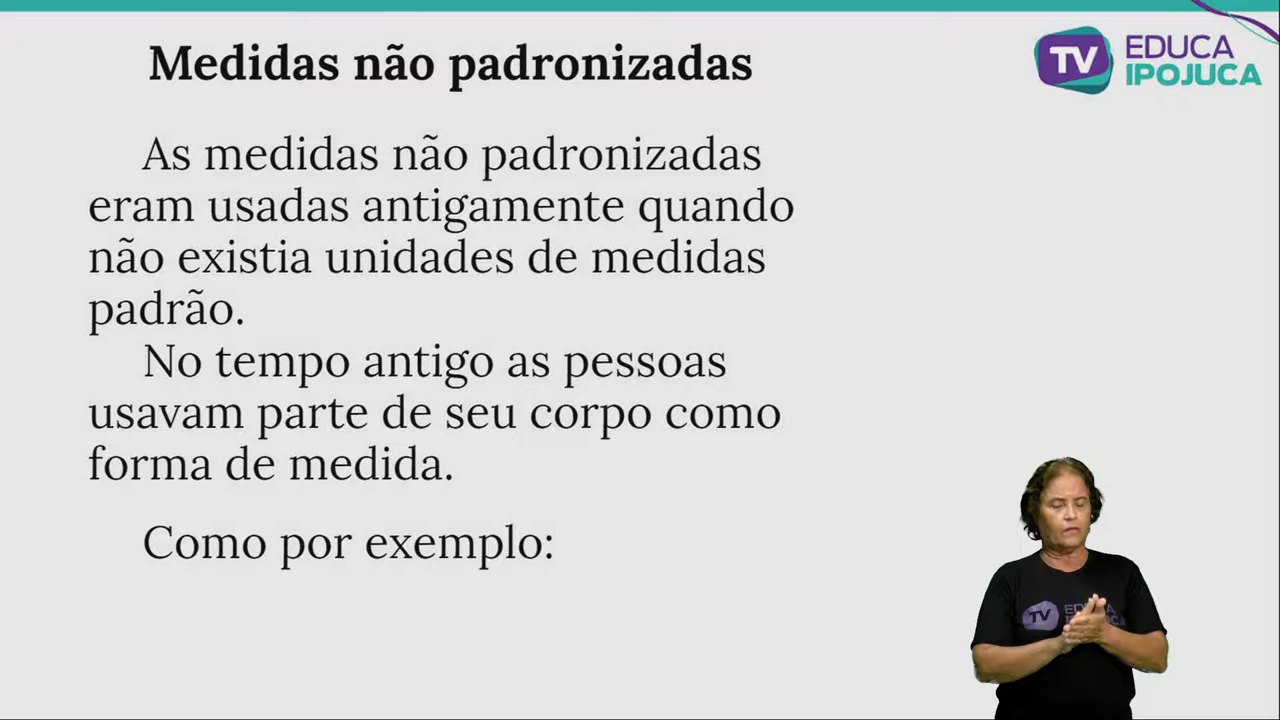 Medidas não padronizadas
TV EDUCA
IPOJUCA
As medidas não padronizadas
eram usadas antigamente quando
não existia unidades de medidas
padrão.
No tempo antigo as pessoas
usavam parte de seu corpo como
forma de medida.
Como por exemplo:
TV